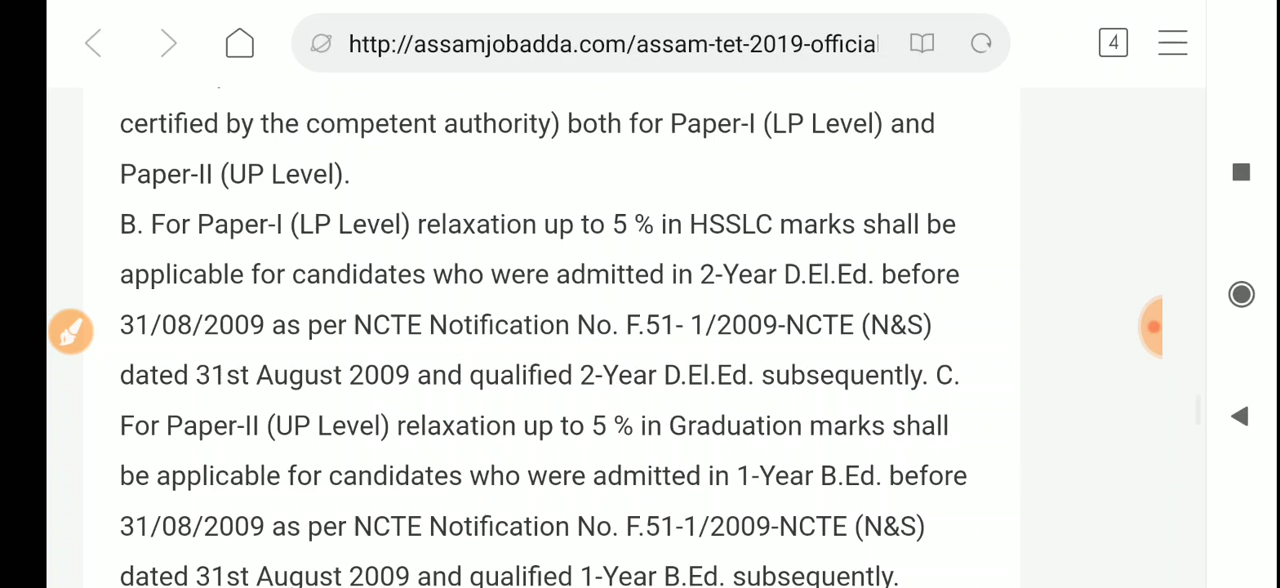 http://assamjobadda.com/assam-tet-2019-official
4
certified by the competent authority) both for Paper-I (LP Level) and
Paper-II (UP Level).
B. For Paper-I (LP Level) relaxation up to 5 % in HSSLC marks shall be
applicable for candidates who were admitted in 2-Year D.El.Ed. before
31/08/2009 as per NCTE Notification No. F.51- 1/2009-NCTE (N&S)
dated 31st August 2009 and qualified 2-Year D.El.Ed. subsequently. C.
For Paper-II (UP Level) relaxation up to 5 % in Graduation marks shall
be applicable for candidates who were admitted in 1-Year B.Ed. before
31/08/2009 as per NCTE Notification No. F.51-1/2009-NCTE (N&S)
dated 31st August 2009 and qualified 1-Year B.Ed. subsequently.